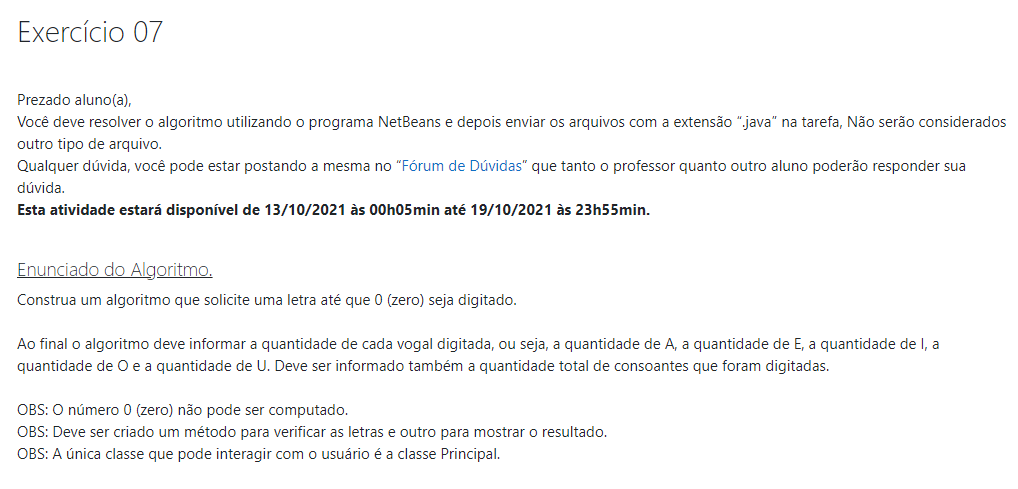 Exercício 07
Prezado aluno(a),
Você deve resolver o algoritmo utilizando o programa NetBeans e depois enviar os arquivos com a extensão “.java” na tarefa, Não serão considerados
outro tipo de arquivo.
Qualquer dúvida, você pode estar postando a mesma no “Fórum de Dúvidas” que tanto o professor quanto outro aluno poderão responder sua
dúvida.
Esta atividade estará disponível de 13/10/2021 às 00h05min até 19/10/2021 às 23h55min.
Enunciado do Algoritmo.
Construa um algoritmo que solicite uma letra até que 0 (zero) seja digitado.
Ao final o algoritmo deve informar a quantidade de cada vogal digitada, ou seja, a quantidade de A, a quantidade de E, a quantidade de I, a
quantidade de O e a quantidade de U. Deve ser informado também a quantidade total de consoantes que foram digitadas.
OBS: O número 0 (zero) não pode ser computado.
OBS: Deve ser criado um método para verificar as letras e outro para mostrar o resultado.
OBS: A única classe que pode interagir com o usuário é a classe Principal.